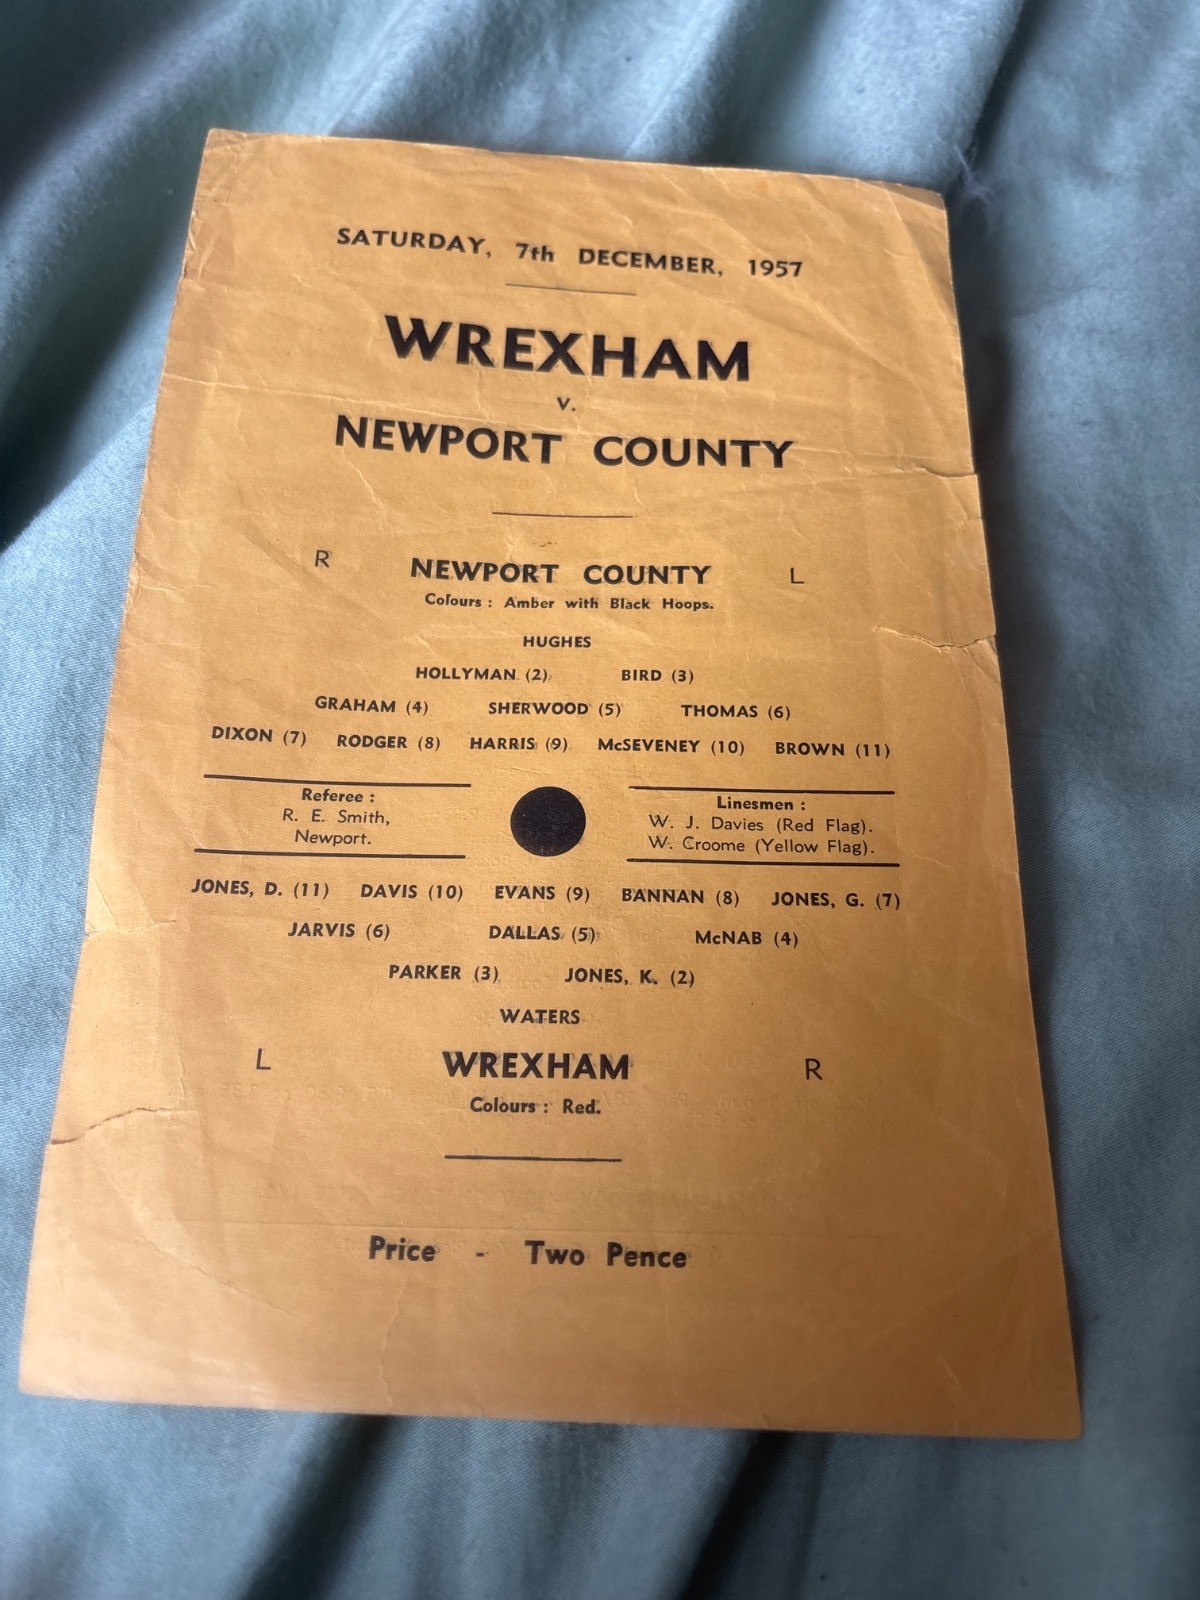 SATURDAY, 7th DECEMBER, 1957
WREXHAM
v.
NEWPORT COUNTY
R NEWPORT COUNTY L
Colours : Amber with Black Hoops.
HUGHES
HOLLYMAN (2) BIRD (3)
GRAHAM (4) SHERWOOD (5) THOMAS (6)
DIXON (7) RODGER (8) HARRIS (9) McSEVENEY (10) BROWN (11)
Referee :
R. E. Smith,
Newport.
Linesmen :
W. J. Davies (Red Flag).
W. Croome (Yellow Flag).
JONES, D. (11) DAVIS (10) EVANS (9) BANNAN (8) JONES, G. (7)
JARVIS (6) DALLAS (5) McNAB (4)
PARKER (3) JONES, K. (2)
WATERS
L WREXHAM R
Colours : Red.
Price - Two Pence